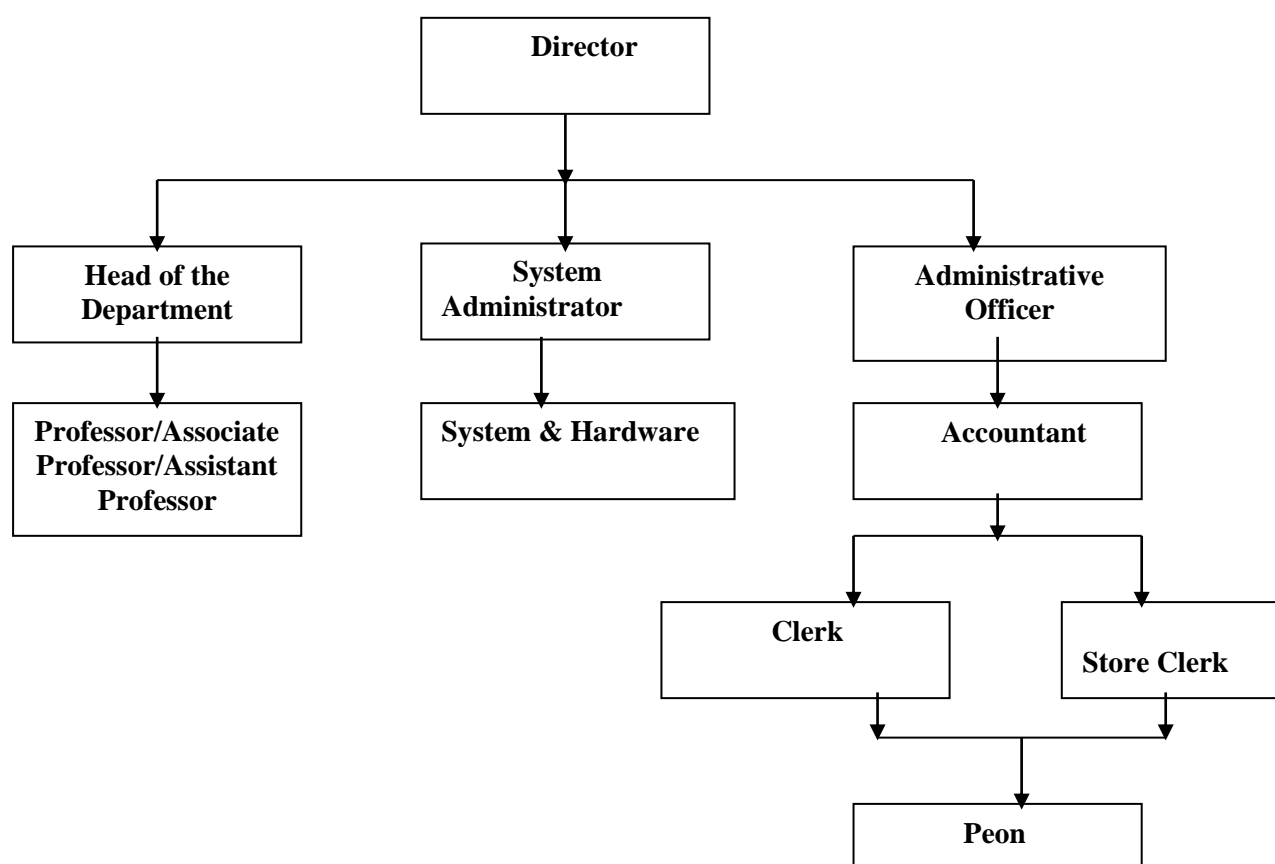 Director
Head of the
Department
System
Administrator
Administrative
Officer
Professor/Associate
Professor/Assistant
Professor
System & Hardware
Accountant
Clerk
Store Clerk
Peon